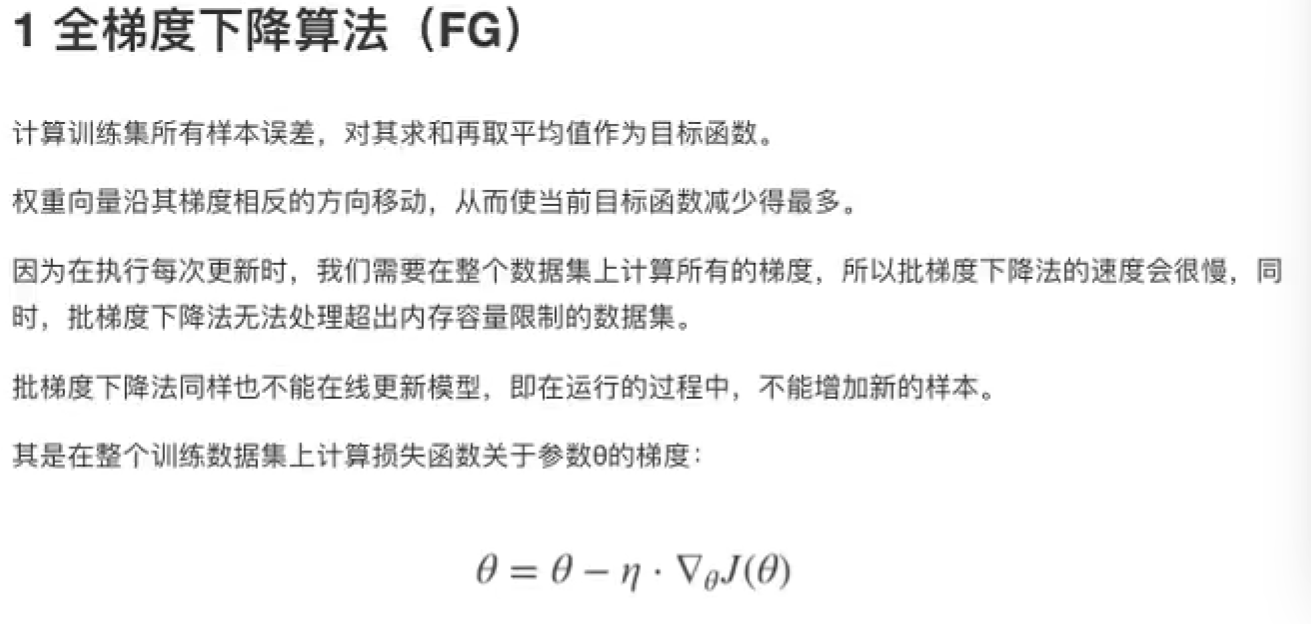 1 全梯度下降算法（FG）
计算训练集所有样本误差，对其求和再取平均值作为目标函数。
权重向量沿其梯度相反的方向移动，从而使当前目标函数减少得最多。
因为在执行每次更新时，我们需要在整个数据集上计算所有的梯度，所以批梯度下降法的速度会很慢，同
时，批梯度下降法无法处理超出内存容量限制的数据集。
批梯度下降法同样也不能在线更新模型，即在运行的过程中，不能增加新的样本。
其是在整个训练数据集上计算损失函数关于参数θ的梯度：
θ = θ − η · ∇θJ(θ)